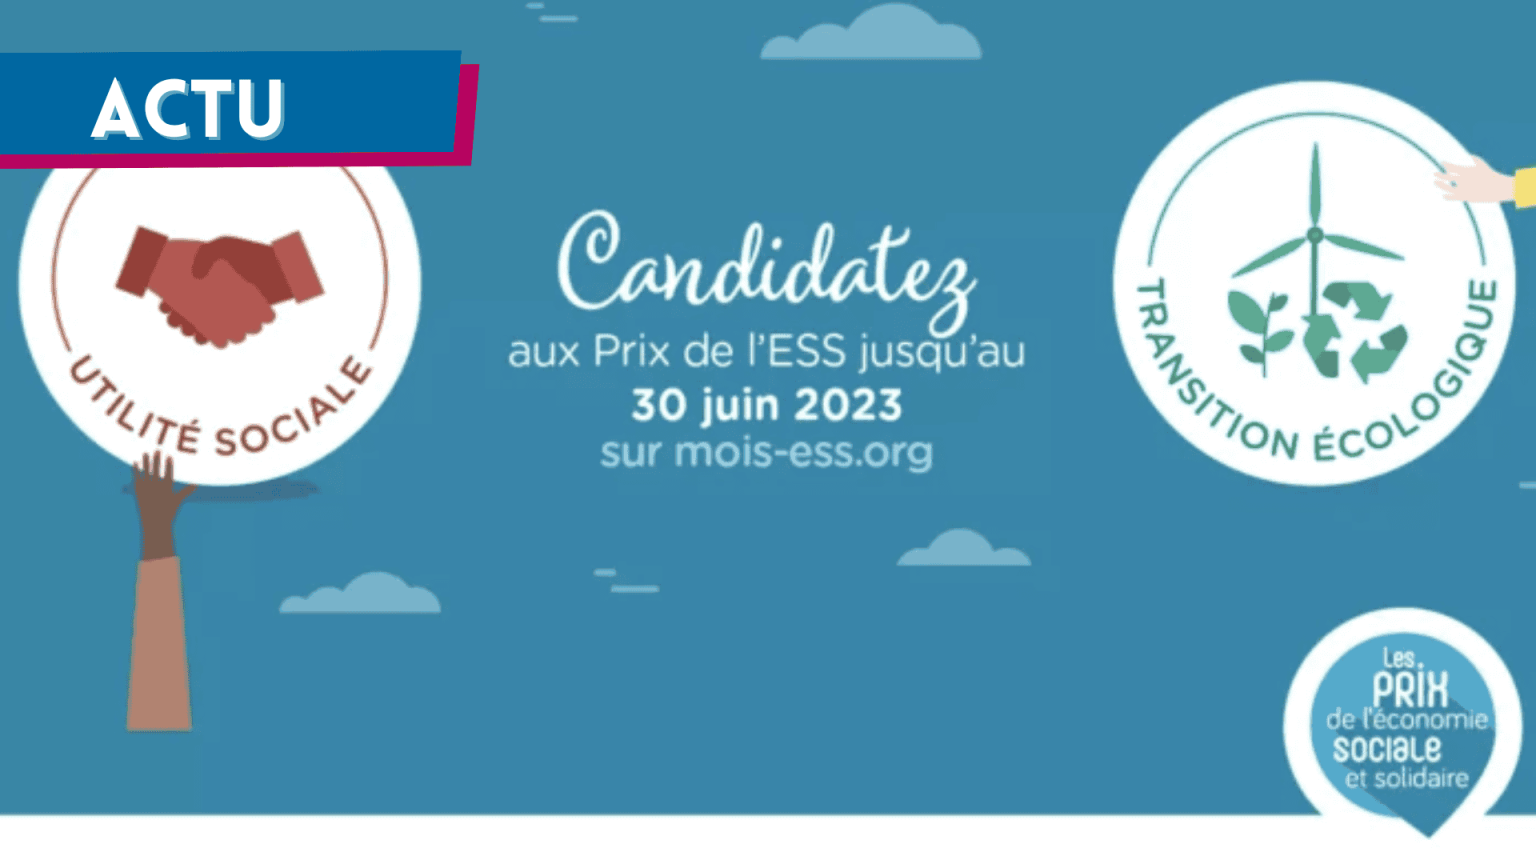 ACTU
UTILITÉ SOCIALE
Candidatez
aux Prix de l'ESS jusqu'au
30 juin 2023
sur mois-ess.org
TRANSITION ÉCOLOGIQUE
Les
PRIX
de l'économie
SOCIALE
et solidaire